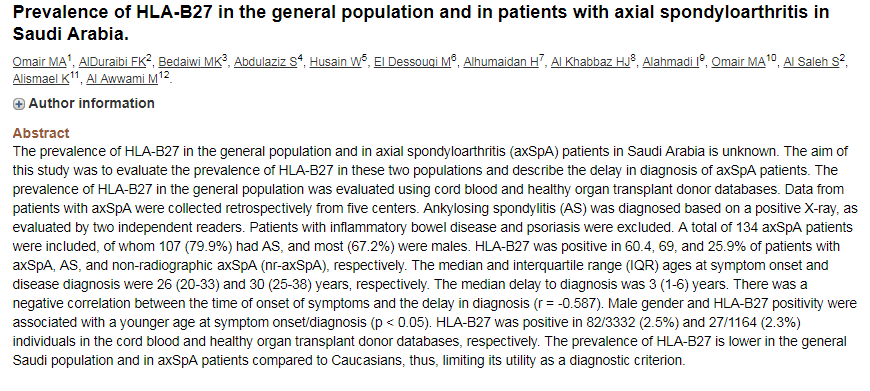 Prevalence of HLA-B27 in the general population and in patients with axial spondyloarthritis in
Saudi Arabia.
Omair MA1, AlDuraibi FK2, Bedaiwi MK3, Abdulaziz S4, Husain W5, El Dessougi M6, Alhumaidan H7, Al Khabbaz HJ8, Alahmadi I9, Omair MA10, Al Saleh S2,
Alismael K11, Al Awwami M12.
Author information
Abstract
The prevalence of HLA-B27 in the general population and in axial spondyloarthritis (axSpA) patients in Saudi Arabia is unknown. The aim of
this study was to evaluate the prevalence of HLA-B27 in these two populations and describe the delay in diagnosis of axSpA patients. The
prevalence of HLA-B27 in the general population was evaluated using cord blood and healthy organ transplant donor databases. Data from
patients with axSpA were collected retrospectively from five centers. Ankylosing spondylitis (AS) was diagnosed based on a positive X-ray, as
evaluated by two independent readers. Patients with inflammatory bowel disease and psoriasis were excluded. A total of 134 axSpA patients
were included, of whom 107 (79.9%) had AS, and most (67.2%) were males. HLA-B27 was positive in 60.4, 69, and 25.9% of patients with
axSpA, AS, and non-radiographic axSpA (nr-axSpA), respectively. The median and interquartile range (IQR) ages at symptom onset and
disease diagnosis were 26 (20-33) and 30 (25-38) years, respectively. The median delay to diagnosis was 3 (1-6) years. There was a
negative correlation between the time of onset of symptoms and the delay in diagnosis (r = -0.587). Male gender and HLA-B27 positivity were
associated with a younger age at symptom onset/diagnosis (p < 0.05). HLA-B27 was positive in 82/3332 (2.5%) and 27/1164 (2.3%)
individuals in the cord blood and healthy organ transplant donor databases, respectively. The prevalence of HLA-B27 is lower in the general
Saudi population and in axSpA patients compared to Caucasians, thus, limiting its utility as a diagnostic criterion.